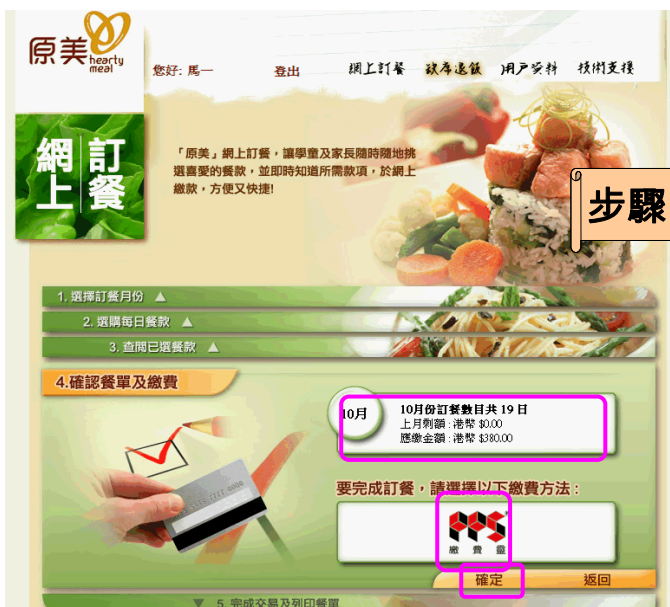 原美 hearty meal
您好: 馬一
登出
網上訂餐
缺席退飯
用戶資料
技術支援
網上 訂餐
「原美」網上訂餐，讓學童及家長隨時隨地挑
選喜愛的餐款，並即時知道所需款項，於網上
繳款，方便又快捷!
步驟
1. 選擇訂餐月份 ▲
2. 選購每日餐款 ▲
3. 查閱已選餐款 ▲
4.確認餐單及繳費
10月
10月份訂餐數目共 19 日
上月剩額 :港幣 $0.00
應繳金額 :港幣 $380.00
要完成訂餐，請選擇以下繳費方法 :
PPS
繳費靈
確定
返回
▼ 5. 完成交易及列印餐單